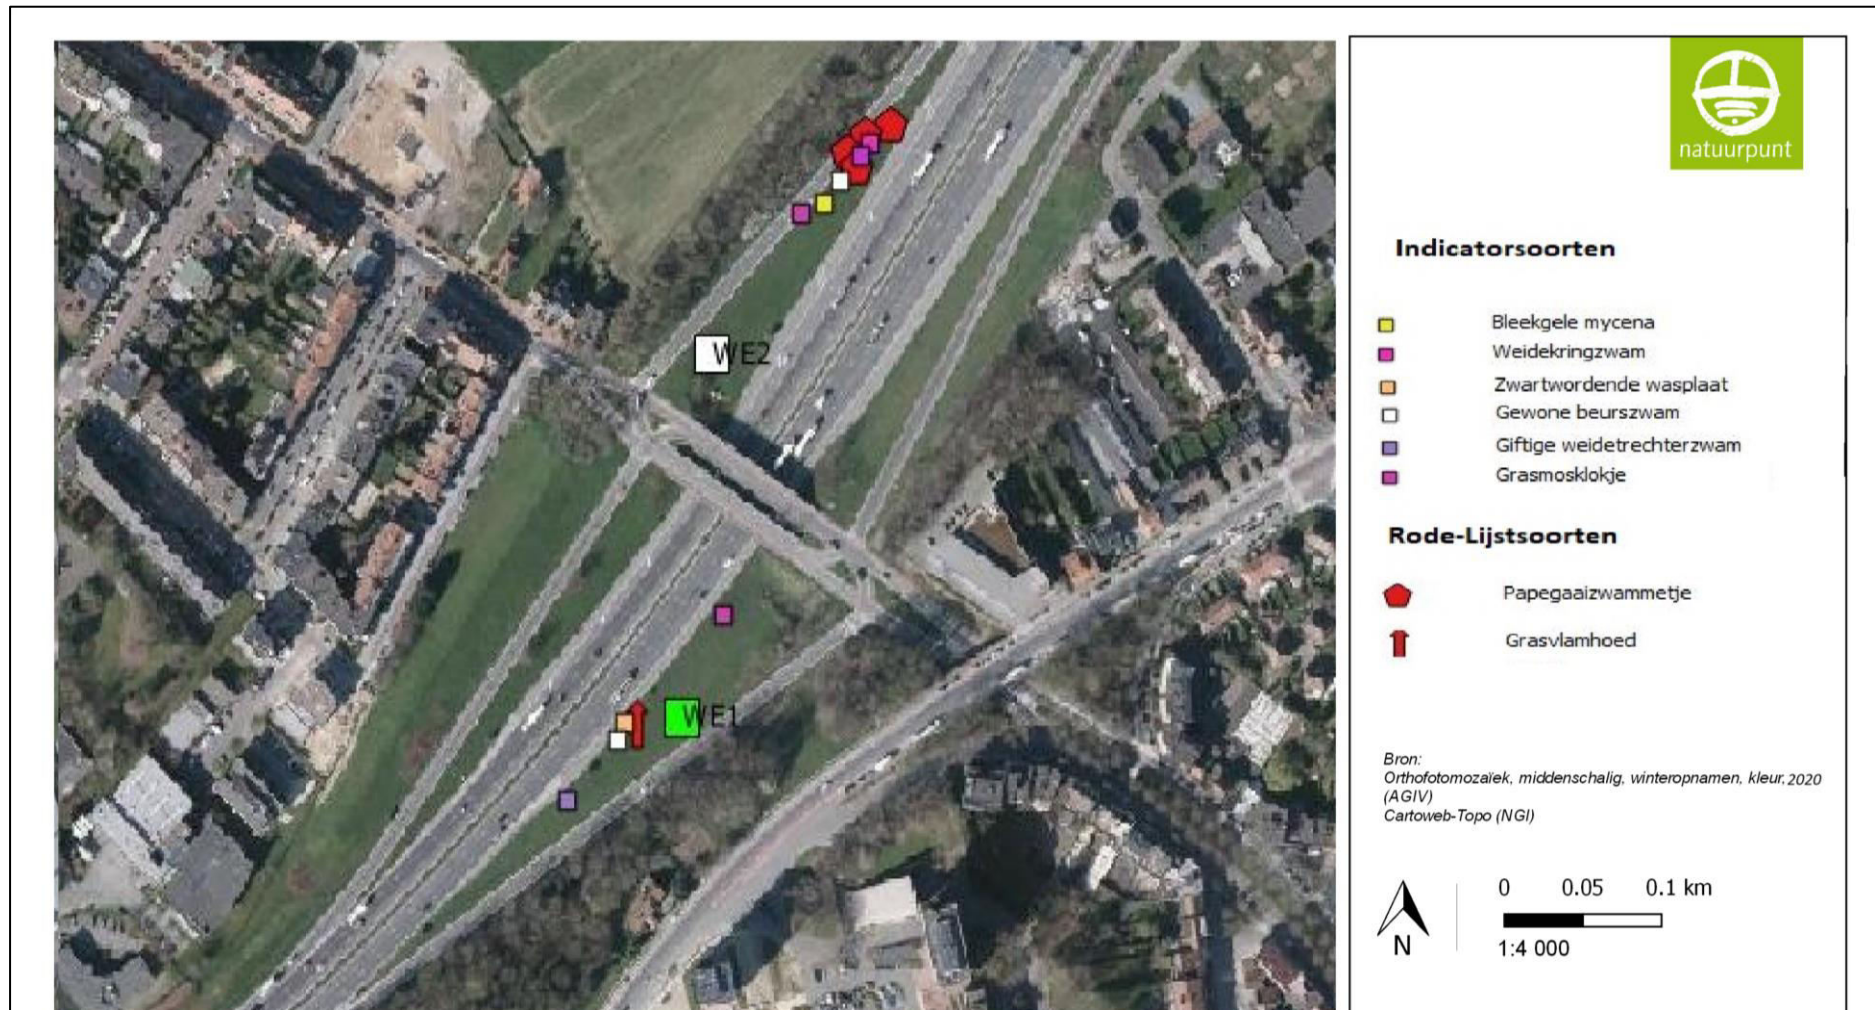 WE2
WE1
natuurpunt
Indicatorsoorten
Bleekgele mycena
Weidekringzwam
Zwartwordende wasplaat
Gewone beurszwam
Giftige weidetrechterzwam
Grasmosklokje
Rode-Lijstsoorten
Papegaaizwammetje
Grasvlamhoed
Bron:
Orthofotomozaïek, middenschalig, winteropnamen, kleur, 2020
(AGIV)
Cartoweb-Topo (NGI)
0 0.05 0.1 km
1:4 000
N